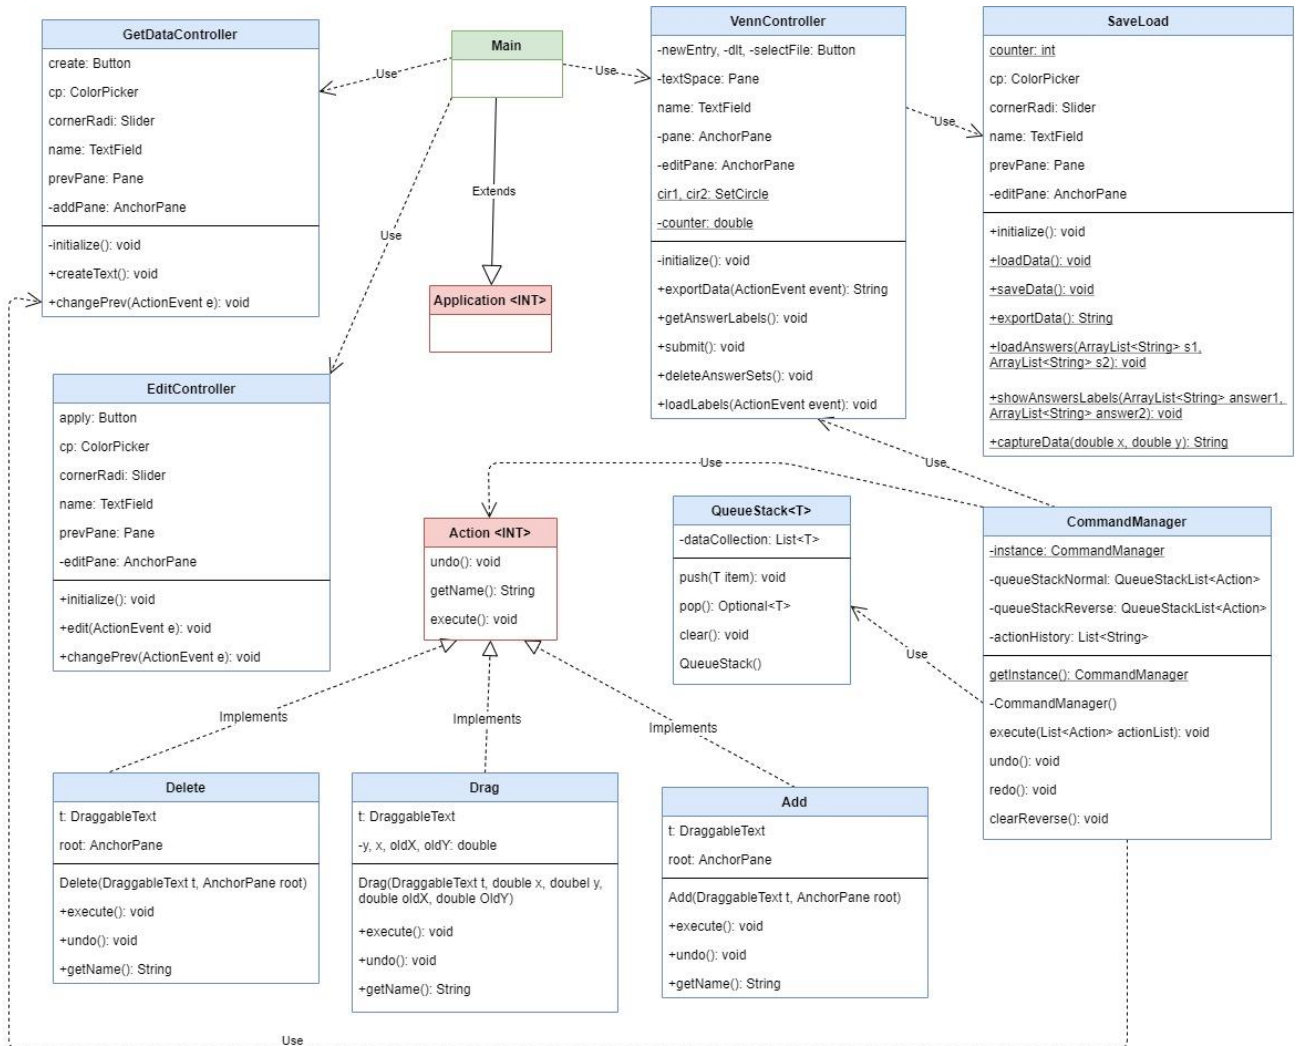 GetDataController
create: Button
cp: ColorPicker
cornerRadi: Slider
name: TextField
prevPane: Pane
-addPane: AnchorPane
-initialize(): void
+createText(): void
+changePrev(ActionEvent e): void
Use
Main
Use
Use
Extends
Application <INT>
VennController
-newEntry, -dlt, -selectFile: Button
-textSpace: Pane
name: TextField
-pane: AnchorPane
-editPane: AnchorPane
cir1, cir2: SetCircle
-counter: double
-initialize(): void
+exportData(ActionEvent event): String
+getAnswerLabels(): void
+submit(): void
+deleteAnswerSets(): void
+loadLabels(ActionEvent event): void
Use
SaveLoad
counter: int
cp: ColorPicker
cornerRadi: Slider
name: TextField
prevPane: Pane
-editPane: AnchorPane
+initialize(): void
+loadData(): void
+saveData(): void
+exportData(): String
+loadAnswers(ArrayList<String> s1,
ArrayList<String> s2): void
+showAnswersLabels(ArrayList<String> answer1,
ArrayList<String> answer2): void
+captureData(double x, double y): String
EditController
apply: Button
cp: ColorPicker
cornerRadi: Slider
name: TextField
prevPane: Pane
-editPane: AnchorPane
+initialize(): void
+edit(ActionEvent e): void
+changePrev(ActionEvent e): void
Use
Use
Action <INT>
undo(): void
getName(): String
execute(): void
QueueStack<T>
-dataCollection: List<T>
push(T item): void
pop(): Optional<T>
clear(): void
QueueStack()
Use
CommandManager
-instance: CommandManager
-queueStackNormal: QueueStackList<Action>
-queueStackReverse: QueueStackList<Action>
-actionHistory: List<String>
getInstance(): CommandManager
-CommandManager()
execute(List<Action> actionList): void
undo(): void
redo(): void
clearReverse(): void
Implements
Implements
Implements
Delete
t: DraggableText
root: AnchorPane
Delete(DraggableText t, AnchorPane root)
+execute(): void
+undo(): void
+getName(): String
Drag
t: DraggableText
-y, x, oldX, oldY: double
Drag(DraggableText t, double x, doubel y,
double oldX, double OldY)
+execute(): void
+undo(): void
+getName(): String
Add
t: DraggableText
root: AnchorPane
Add(DraggableText t, AnchorPane root)
+execute(): void
+undo(): void
+getName(): String
Use